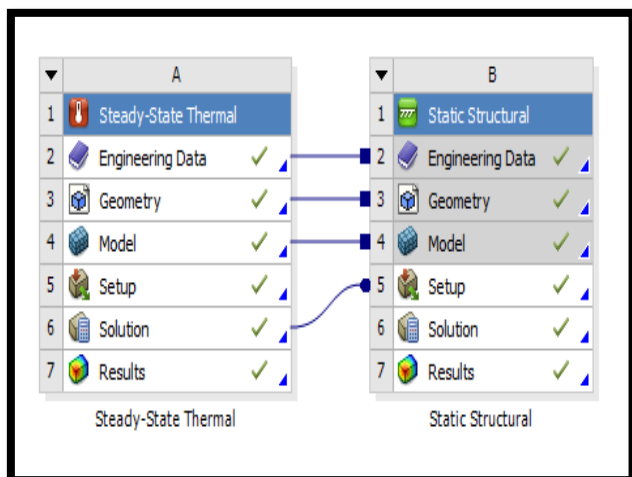 A
1 Steady-State Thermal
2 Engineering Data
3 Geometry
4 Model
5 Setup
6 Solution
7 Results
Steady-State Thermal
B
1 Static Structural
2 Engineering Data
3 Geometry
4 Model
5 Setup
6 Solution
7 Results
Static Structural